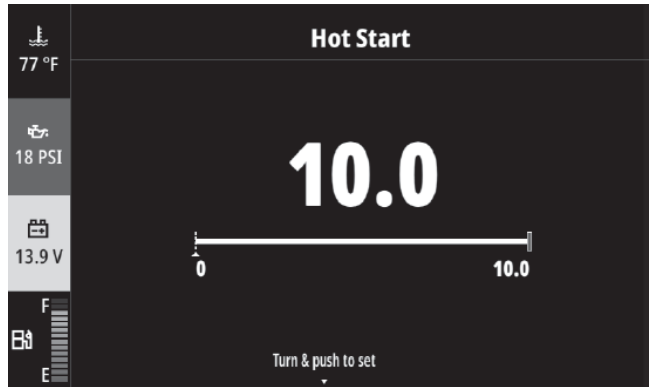 Hot Start
77 °F
18 PSI
10.0
13.9 V
0 10.0
F
E
Turn & push to set